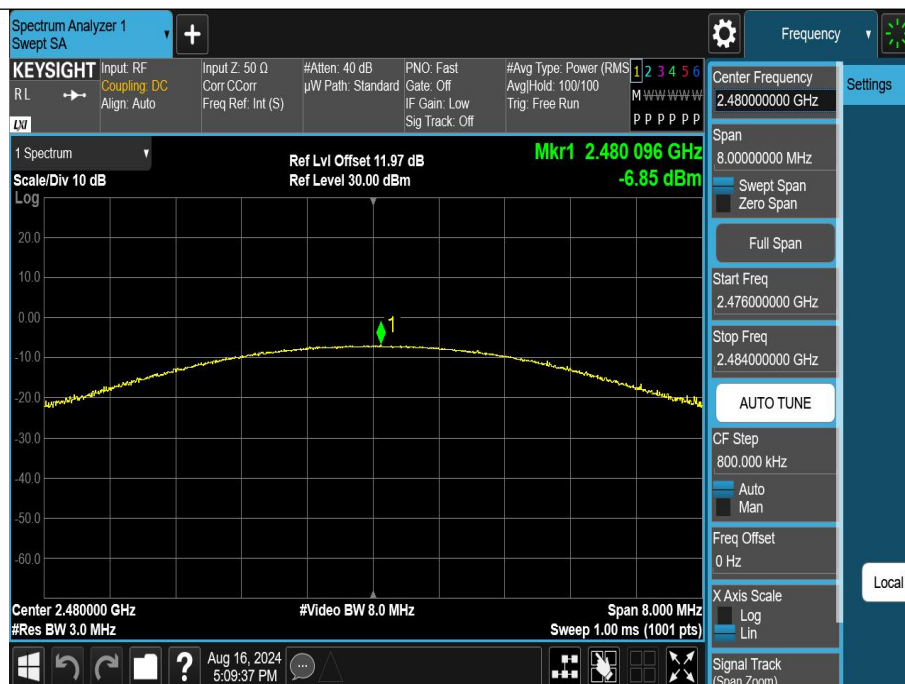 Spectrum Analyzer 1
Swept SA
+
Frequency
KEYSIGHT
RL
LXI
Input: RF
Coupling: DC
Align: Auto
Input Z: 50 Ω
Corr CCorr
Freq Ref: Int (S)
#Atten: 40 dB
µW Path: Standard
PNO: Fast
Gate: Off
IF Gain: Low
Sig Track: Off
#Avg Type: Power (RMS
Avg|Hold: 100/100
Trig: Free Run
1 2 3 4 5 6
M W W W W W
P P P P P P
1 Spectrum
Scale/Div 10 dB
Log
Ref Lvl Offset 11.97 dB
Ref Level 30.00 dBm
Mkr1 2.480 096 GHz
-6.85 dBm
20.0
10.0
0.00
-10.0
-20.0
-30.0
-40.0
-50.0
-60.0
1
Center 2.480000 GHz
#Res BW 3.0 MHz
#Video BW 8.0 MHz
Span 8.000 MHz
Sweep 1.00 ms (1001 pts)
Aug 16, 2024
5:09:37 PM
?
Center Frequency
2.480000000 GHz
Span
8.00000000 MHz
Swept Span
Zero Span
Full Span
Start Freq
2.476000000 GHz
Stop Freq
2.484000000 GHz
AUTO TUNE
CF Step
800.000 kHz
Auto
Man
Freq Offset
0 Hz
X Axis Scale
Log
Lin
Signal Track
(Span Zoom)
Settings
Local